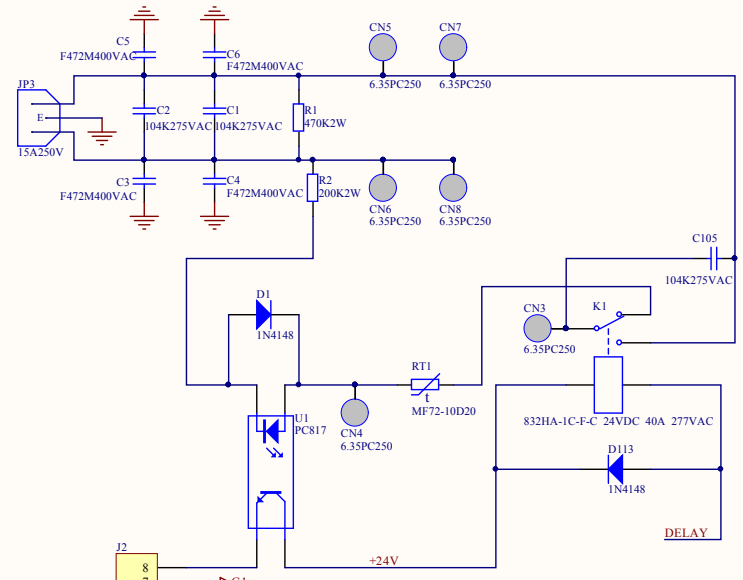 CN5
CN7
C5
F472M400VAC
C6
F472M400VAC
6.35PC250
6.35PC250
JP3
E
15A250V
C2
104K275VAC
C1
104K275VAC
R1
470K2W
C3
F472M400VAC
C4
F472M400VAC
R2
200K2W
CN6
6.35PC250
CN8
6.35PC250
C105
104K275VAC
D1
1N4148
CN3
6.35PC250
K1
RT1
t
MF72-10D20
U1
PC817
CN4
6.35PC250
832HA-1C-F-C 24VDC 40A 277VAC
D113
1N4148
DELAY
J2
8
+24V